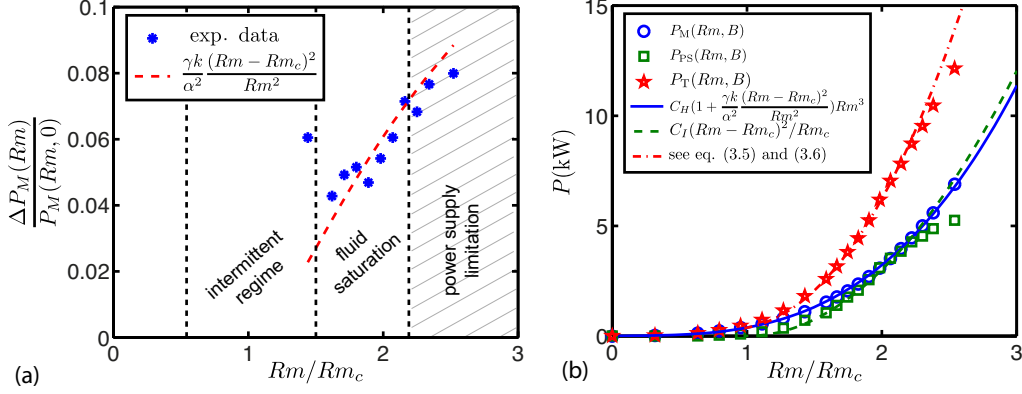 0.1
0.08
0.06
0.04
0.02
0
ΔP_M(Rm) / P_M(Rm, 0)
exp. data
γk/α² (Rm − Rm_c)²/Rm²
intermittent
regime
fluid
saturation
power supply
limitation
0 1 2 3
Rm/Rm_c
(a)
15
10
5
0
P(kW)
P_M(Rm, B)
P_PS(Rm, B)
P_T(Rm, B)
C_H(1 + γk/α² (Rm − Rm_c)²/Rm²)Rm³
C_I(Rm − Rm_c)²/Rm_c
see eq. (3.5) and (3.6)
0 1 2 3
Rm/Rm_c
(b)